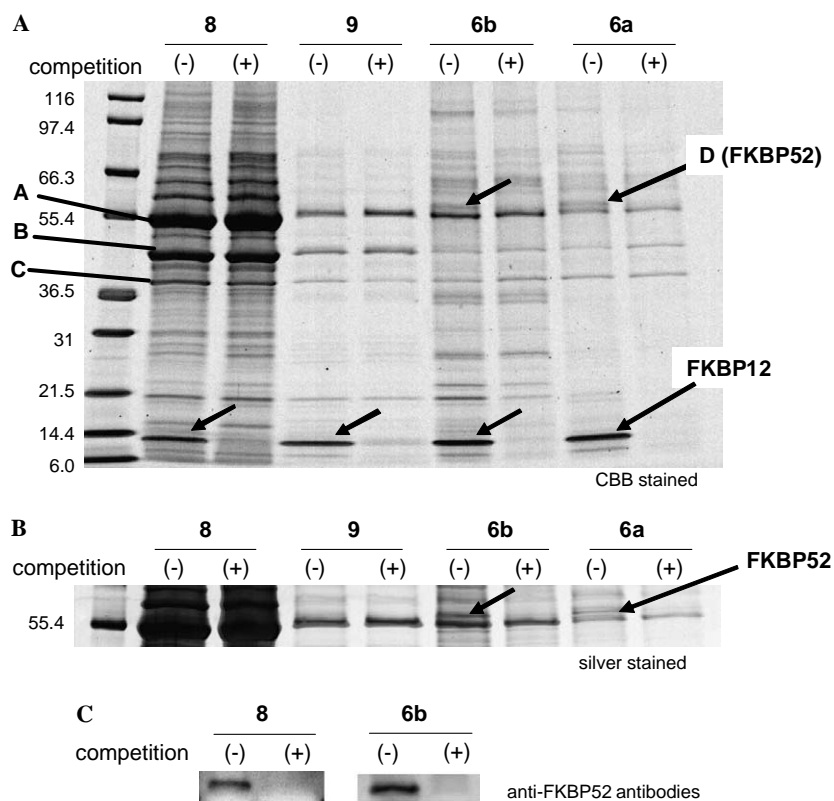 A
8 9 6b 6a
competition (-) (+) (-) (+) (-) (+) (-) (+)
116
97.4
D (FKBP52)
66.3
A
55.4
B
C
36.5
31
FKBP12
21.5
14.4
6.0
CBB stained
B
8 9 6b 6a
FKBP52
competition (-) (+) (-) (+) (-) (+) (-) (+)
55.4
silver stained
C
8 6b
competition (-) (+) (-) (+)
anti-FKBP52 antibodies